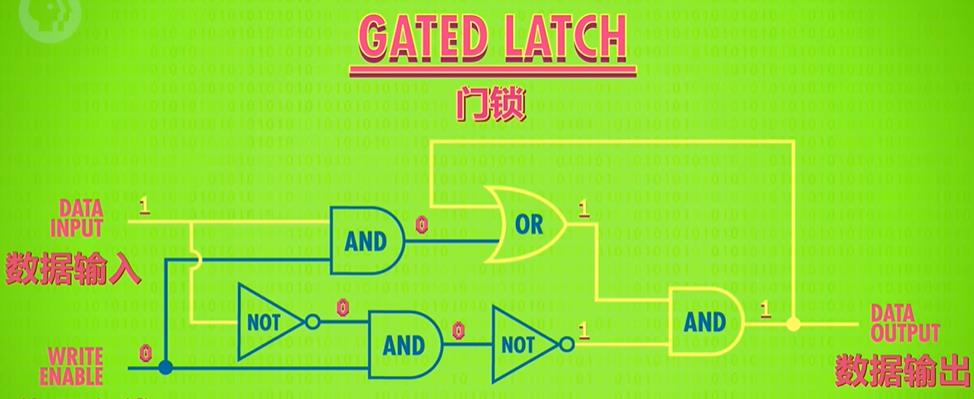 GATED LATCH
门锁
DATA
INPUT
数据输入
1
AND
0
OR
1
NOT
0
AND
0
NOT
1
AND
1
DATA
OUTPUT
数据输出
WRITE
ENABLE
0